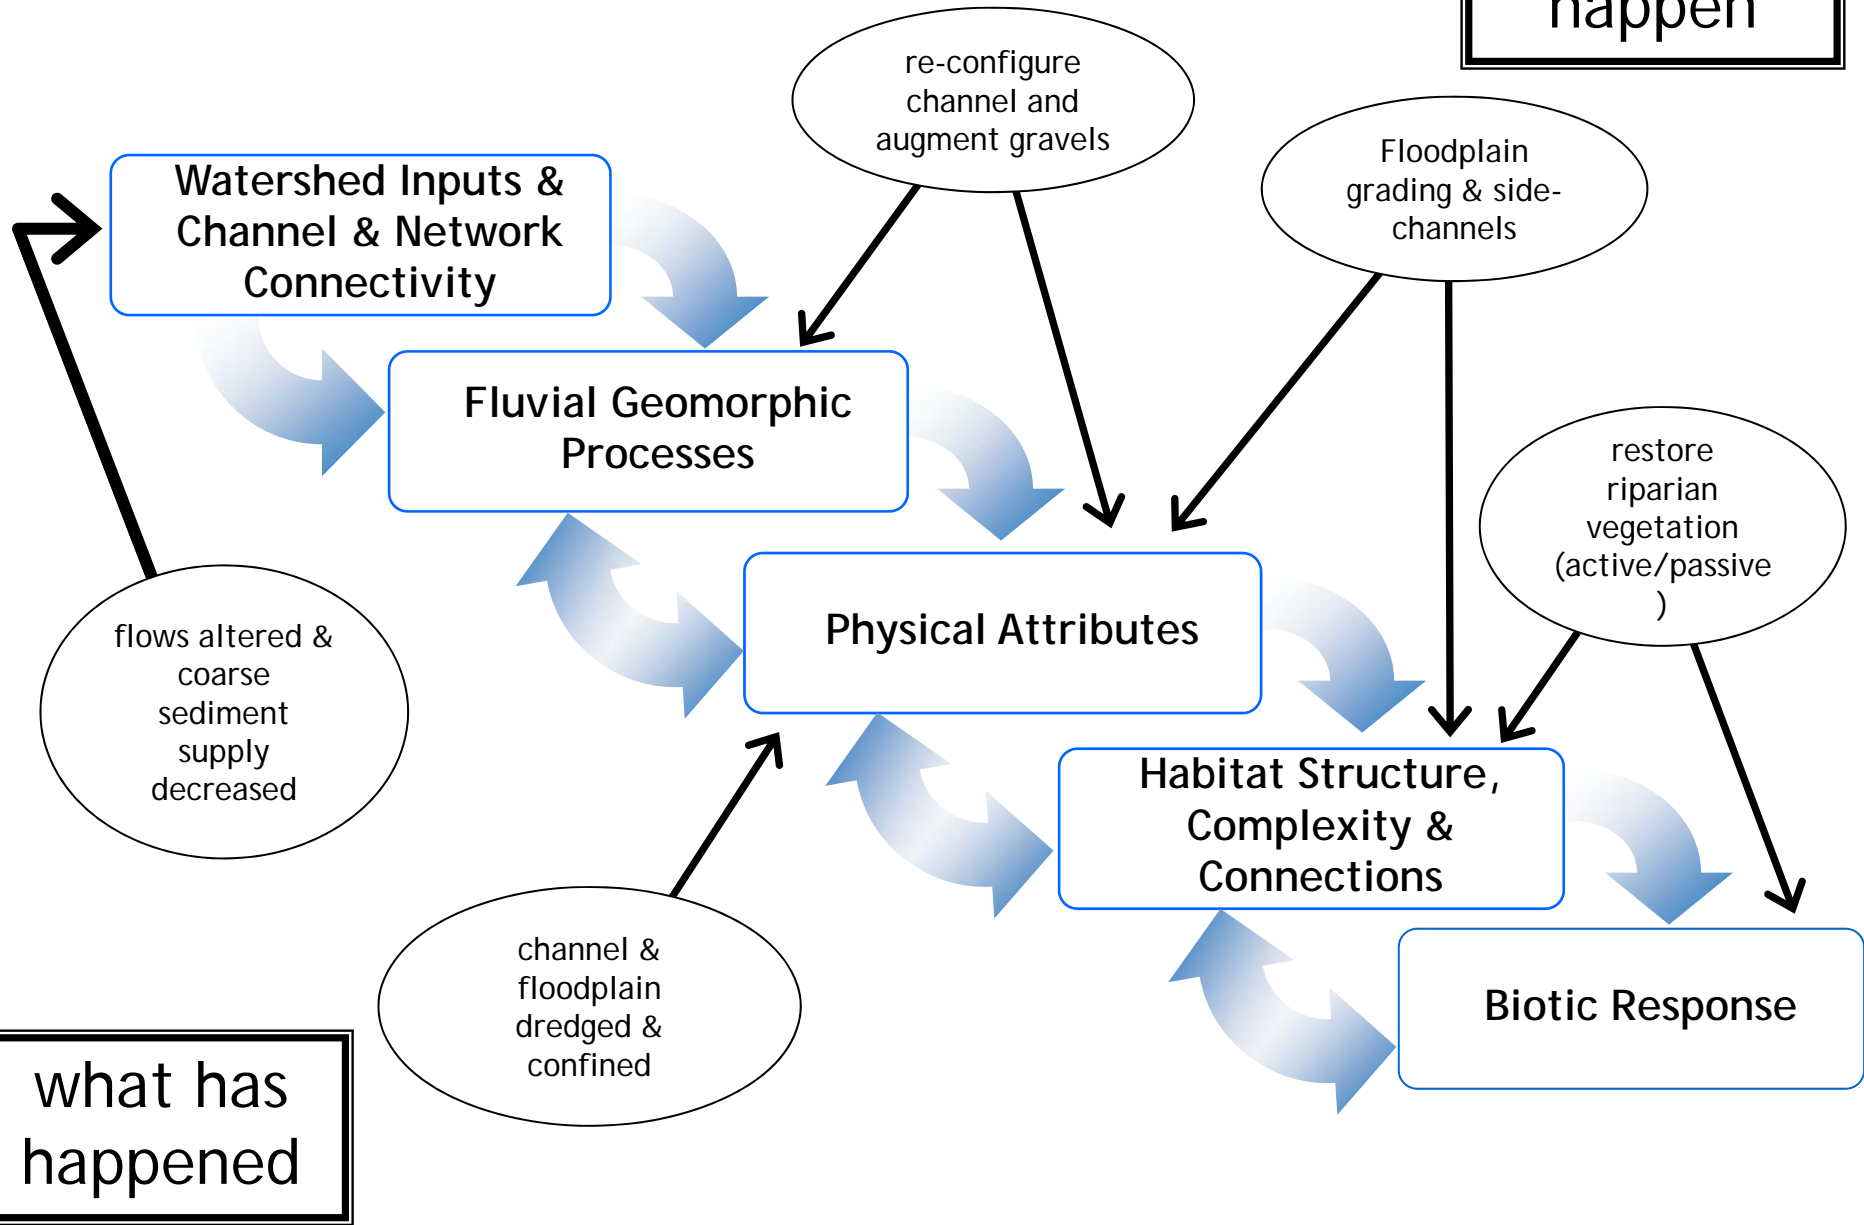 happen
re-configure
channel and
augment gravels
Floodplain
grading & side-
channels
Watershed Inputs &
Channel & Network
Connectivity
Fluvial Geomorphic
Processes
restore
riparian
vegetation
(active/passive
)
flows altered &
coarse
sediment
supply
decreased
Physical Attributes
Habitat Structure,
Complexity &
Connections
channel &
floodplain
dredged &
confined
Biotic Response
what has
happened